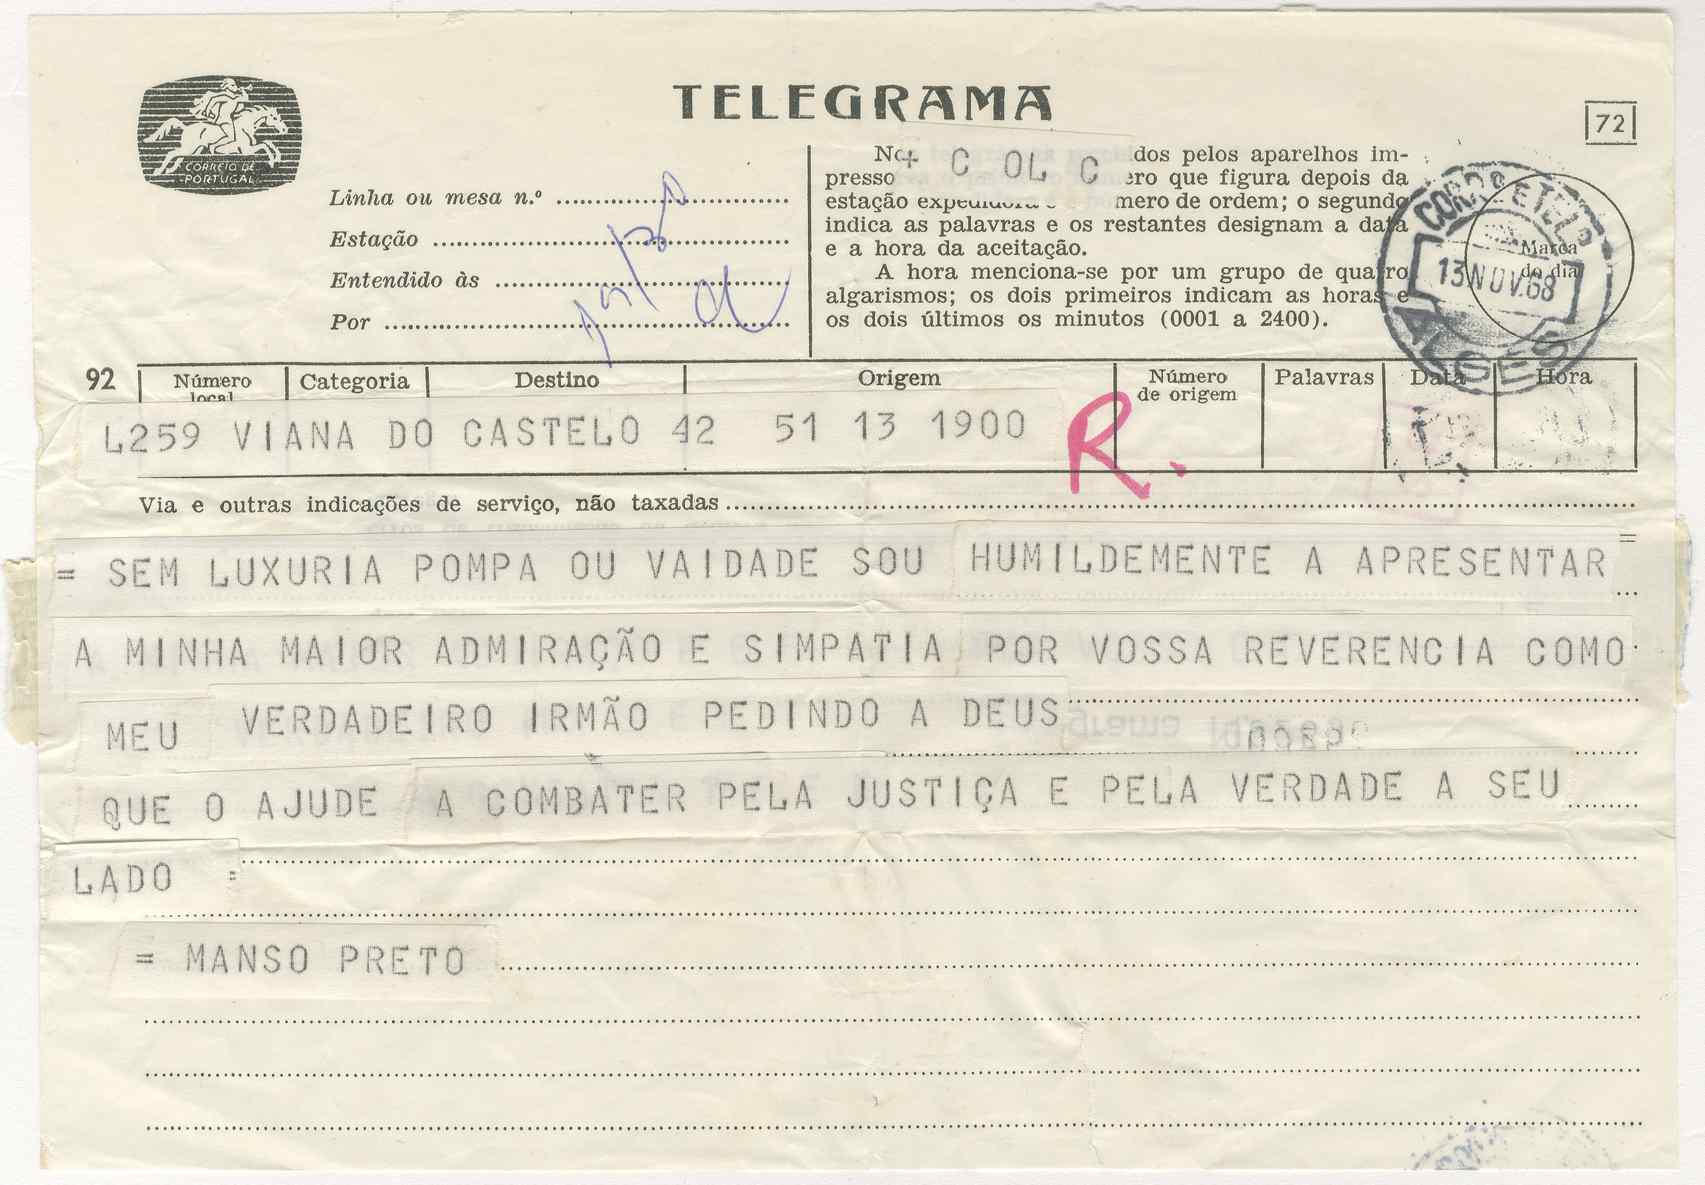 TELEGRAMA
72
CORREIO DE
PORTUGAL
Linha ou mesa n.º
Estação
Entendido às
Por
+ C OL C
dos pelos aparelhos im-
presso
ero que figura depois da
estação expedidora
mero de ordem; o segundo
indica as palavras e os restantes designam a data
e a hora da aceitação.
A hora menciona-se por um grupo de quatro
algarismos; os dois primeiros indicam as horas e
os dois últimos os minutos (0001 a 2400).
Marca
do dia
13 NOV. 68
ALGES
92
Número
local
Categoria
Destino
Origem
Número
de origem
Palavras
Data
Hora
L259 VIANA DO CASTELO 42 51 13 1900
R.
Via e outras indicações de serviço, não taxadas
= SEM LUXURIA POMPA OU VAIDADE SOU HUMILDEMENTE A APRESENTAR =
A MINHA MAIOR ADMIRAÇÃO E SIMPATIA POR VOSSA REVERENCIA COMO
MEU VERDADEIRO IRMÃO PEDINDO A DEUS
QUE O AJUDE A COMBATER PELA JUSTIÇA E PELA VERDADE A SEU
LADO =
= MANSO PRETO